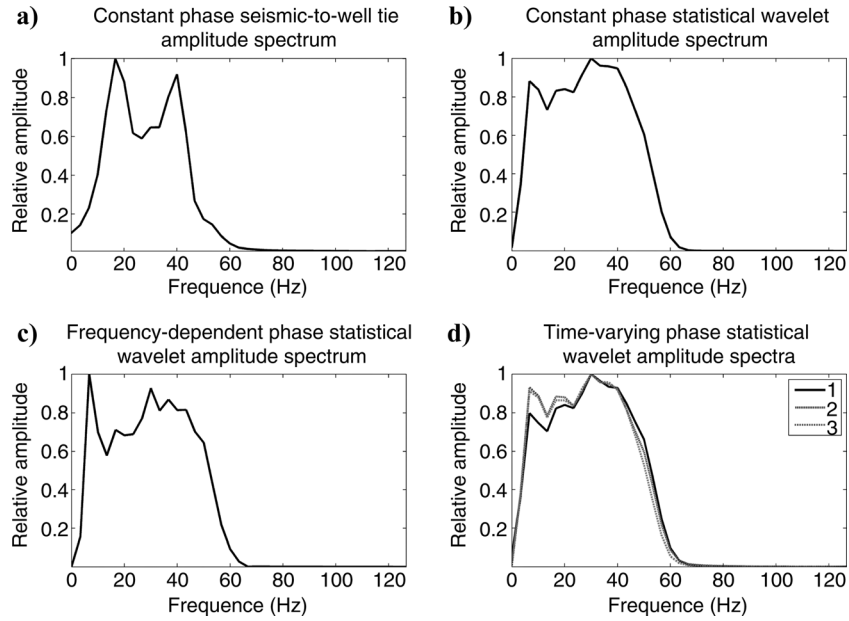 a)
Constant phase seismic-to-well tie
amplitude spectrum
Relative amplitude
1
0.8
0.6
0.4
0.2
0 20 40 60 80 100 120
Frequence (Hz)
b)
Constant phase statistical wavelet
amplitude spectrum
Relative amplitude
1
0.8
0.6
0.4
0.2
0 20 40 60 80 100 120
Frequence (Hz)
c)
Frequency-dependent phase statistical
wavelet amplitude spectrum
Relative amplitude
1
0.8
0.6
0.4
0.2
0 20 40 60 80 100 120
Frequence (Hz)
d)
Time-varying phase statistical
wavelet amplitude spectra
Relative amplitude
1
0.8
0.6
0.4
0.2
1
2
3
0 20 40 60 80 100 120
Frequence (Hz)